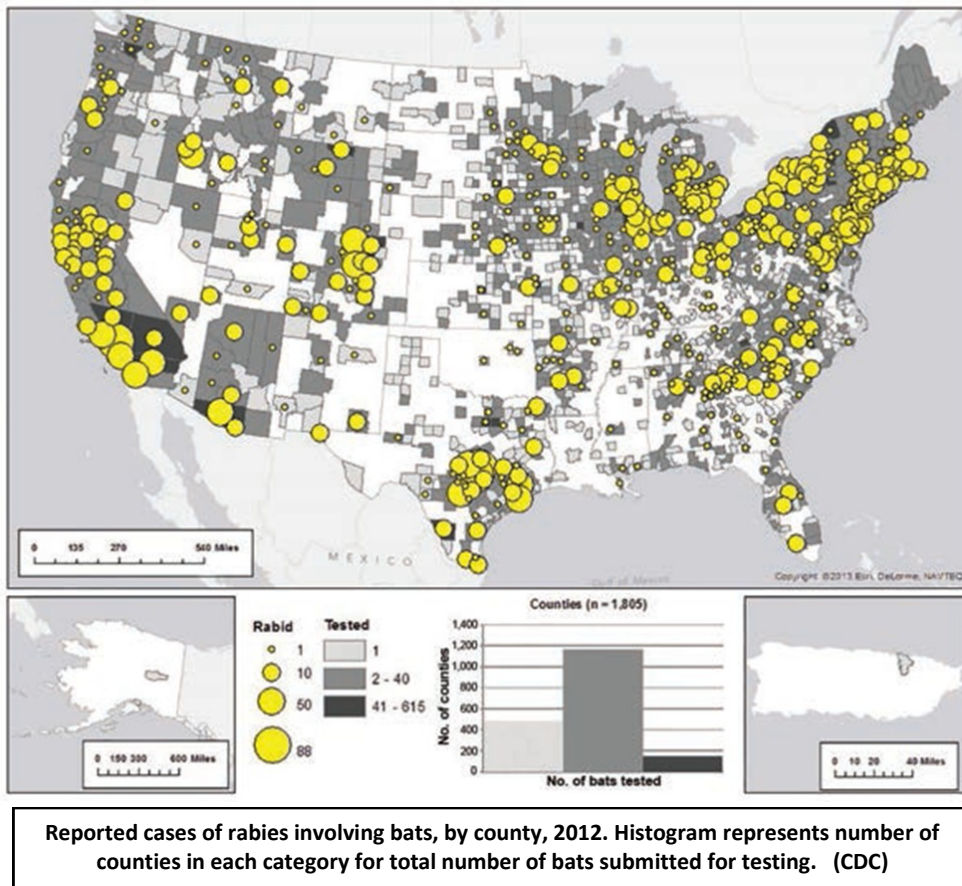 Copyright ©2013 Esri, DeLorme, NAVTEQ
MEXICO
Gulf of Mexico
0 135 270 540 Miles
Counties (n = 1,805)
Rabid Tested
1 1
10 2 - 40
50 41 - 615
88
No. of counties
1,400
1,200
1,000
800
600
400
200
0
No. of bats tested
0 150 300 600 Miles
0 10 20 40 Miles
Reported cases of rabies involving bats, by county, 2012. Histogram represents number of
counties in each category for total number of bats submitted for testing. (CDC)